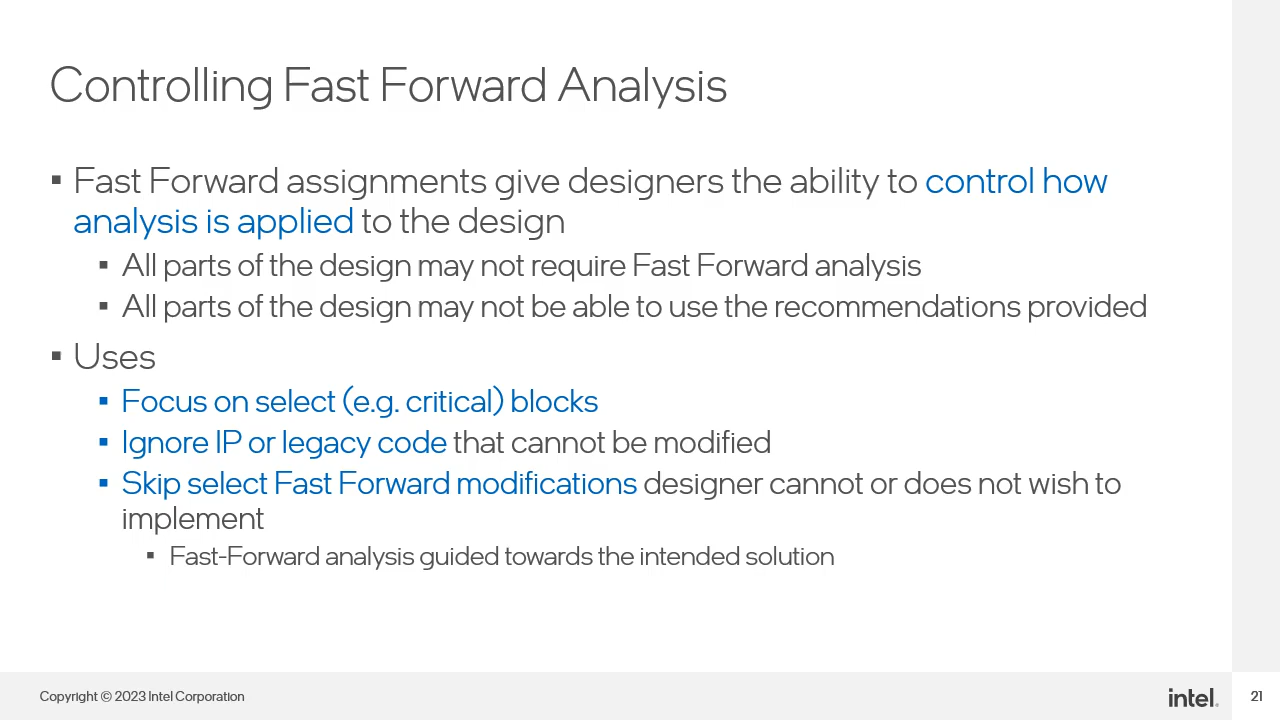 Controlling Fast Forward Analysis
▪ Fast Forward assignments give designers the ability to control how
analysis is applied to the design
▪ All parts of the design may not require Fast Forward analysis
▪ All parts of the design may not be able to use the recommendations provided
▪ Uses
▪ Focus on select (e.g. critical) blocks
▪ Ignore IP or legacy code that cannot be modified
▪ Skip select Fast Forward modifications designer cannot or does not wish to
implement
▪ Fast-Forward analysis guided towards the intended solution
Copyright © 2023 Intel Corporation
intel.
21